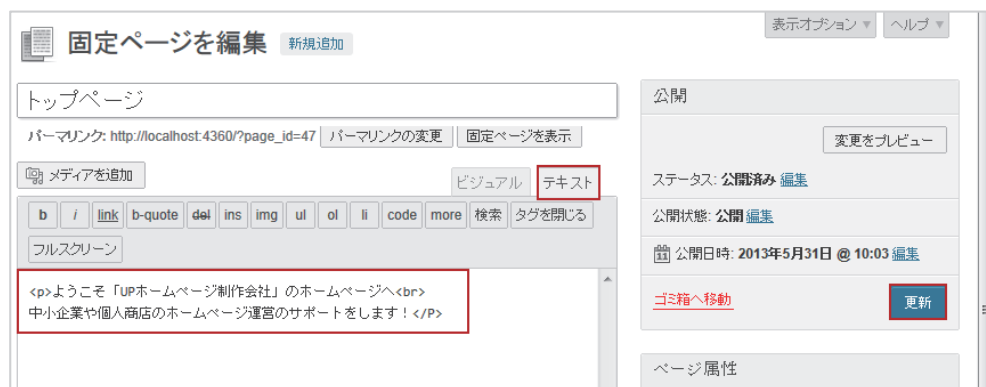 表示オプション ヘルプ
固定ページを編集 新規追加
トップページ
パーマリンク: http://localhost:4360/?page_id=47 パーマリンクの変更 固定ページを表示
メディアを追加
ビジュアル テキスト
b i link b-quote del ins img ul ol li code more 検索 タグを閉じる
フルスクリーン
<p>ようこそ「UPホームページ制作会社」のホームページへ<br>
中小企業や個人商店のホームページ運営のサポートをします！</P>
公開
変更をプレビュー
ステータス: 公開済み 編集
公開状態: 公開 編集
11 公開日時: 2013年5月31日 @ 10:03 編集
ゴミ箱へ移動 更新
ページ属性